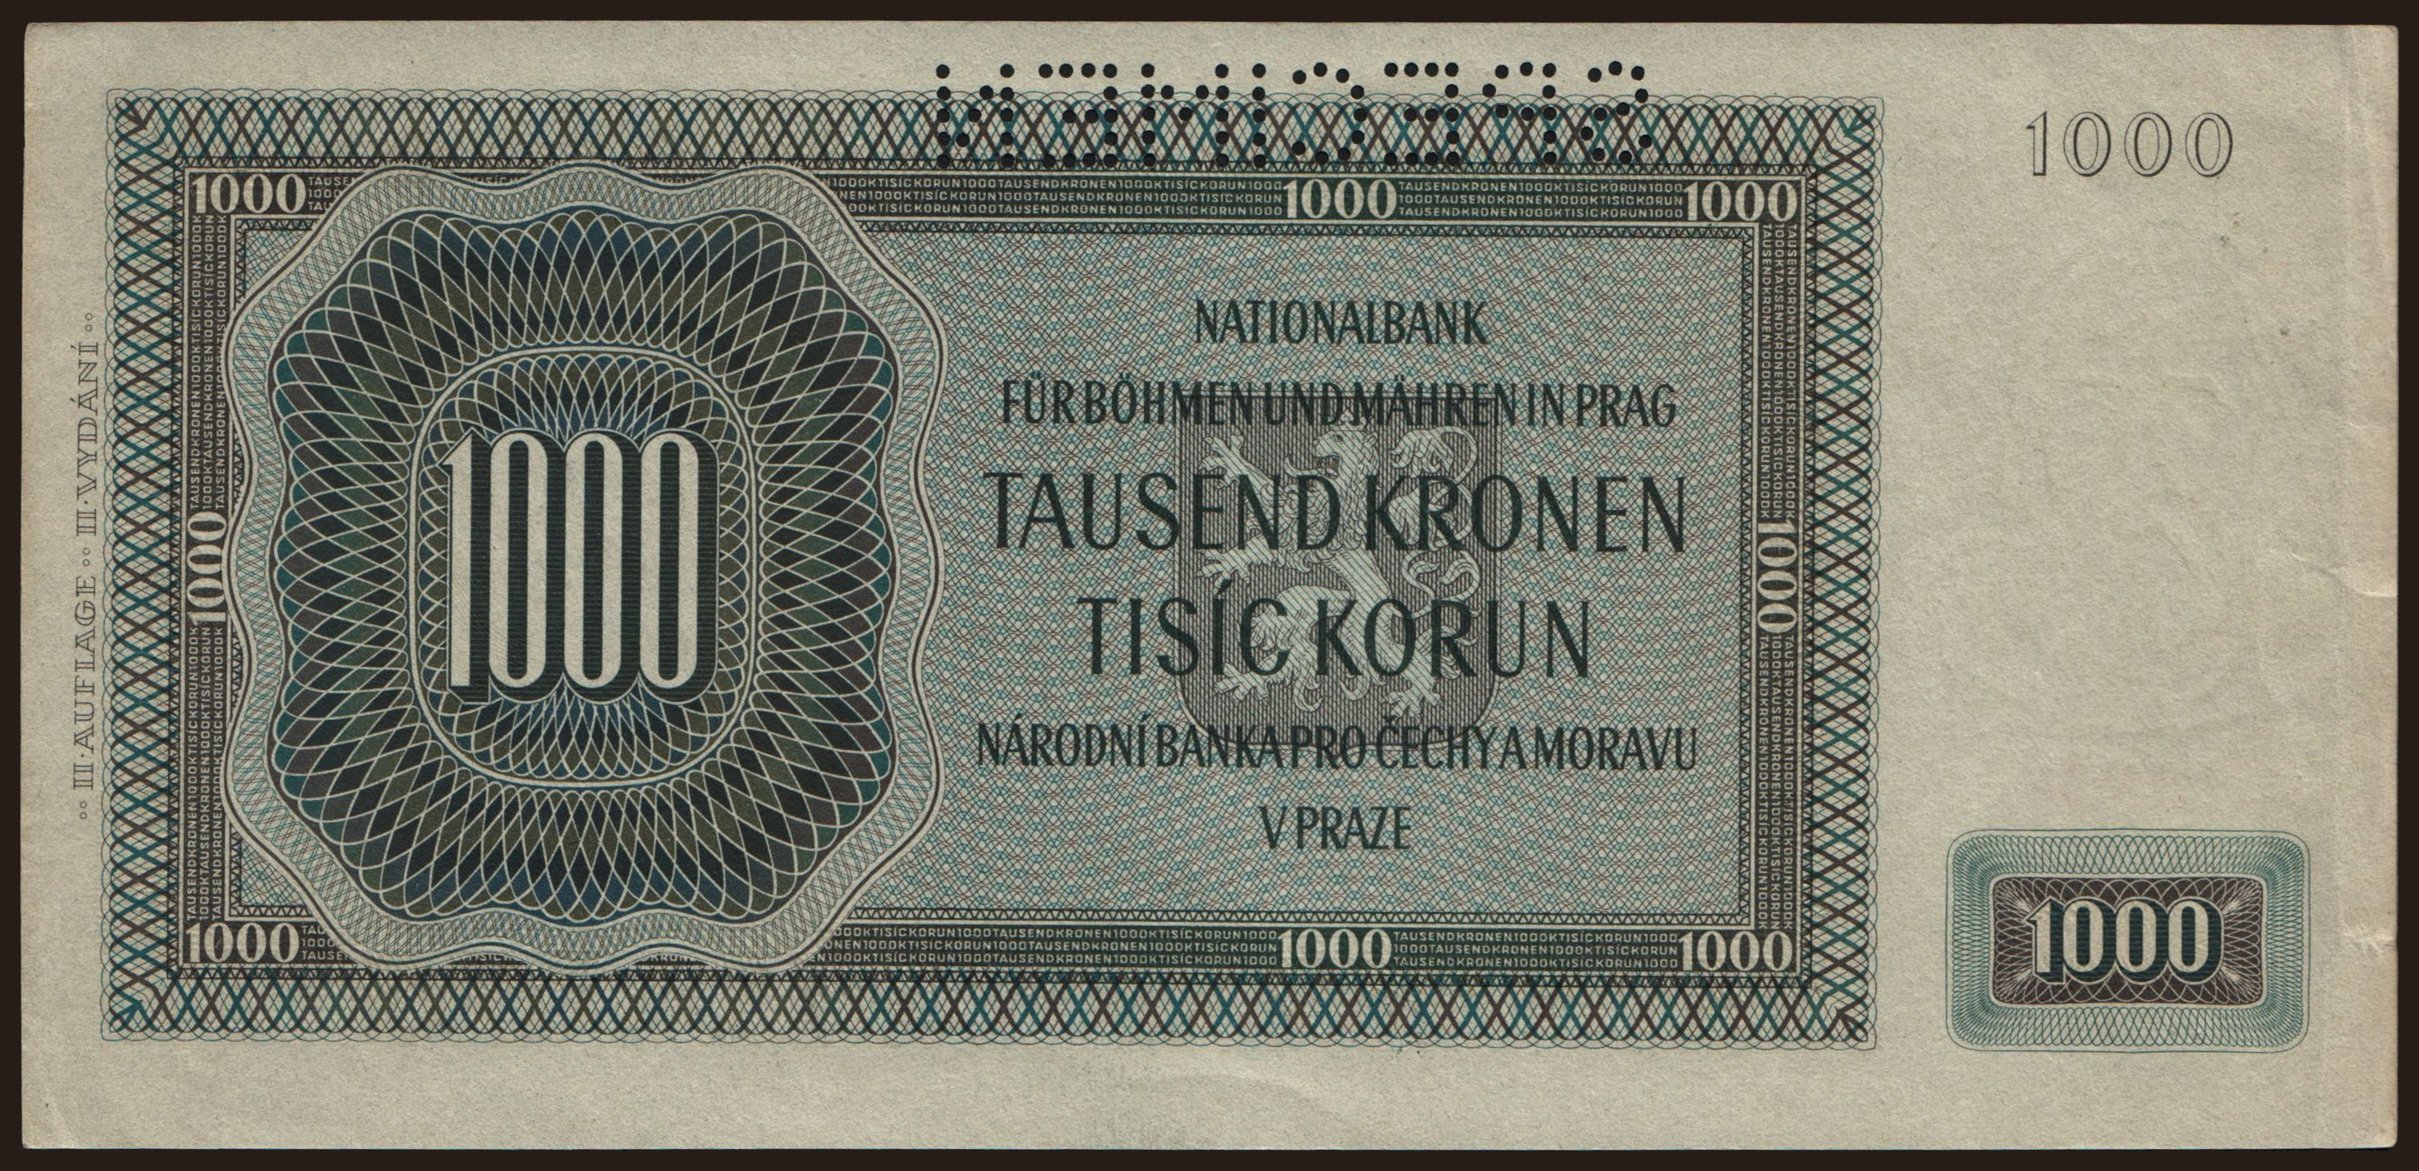 SPECIMEN
1000
1000 1000 1000
NATIONALBANK
FÜR BÖHMEN UND MÄHREN IN PRAG
TAUSEND KRONEN
TISÍC KORUN
NÁRODNÍ BANKA PRO ČECHY A MORAVU
V PRAZE
1000
1000
1000
1000 1000 1000
1000
°° III·AUFLAGE °° III·VYDÁNÍ °°